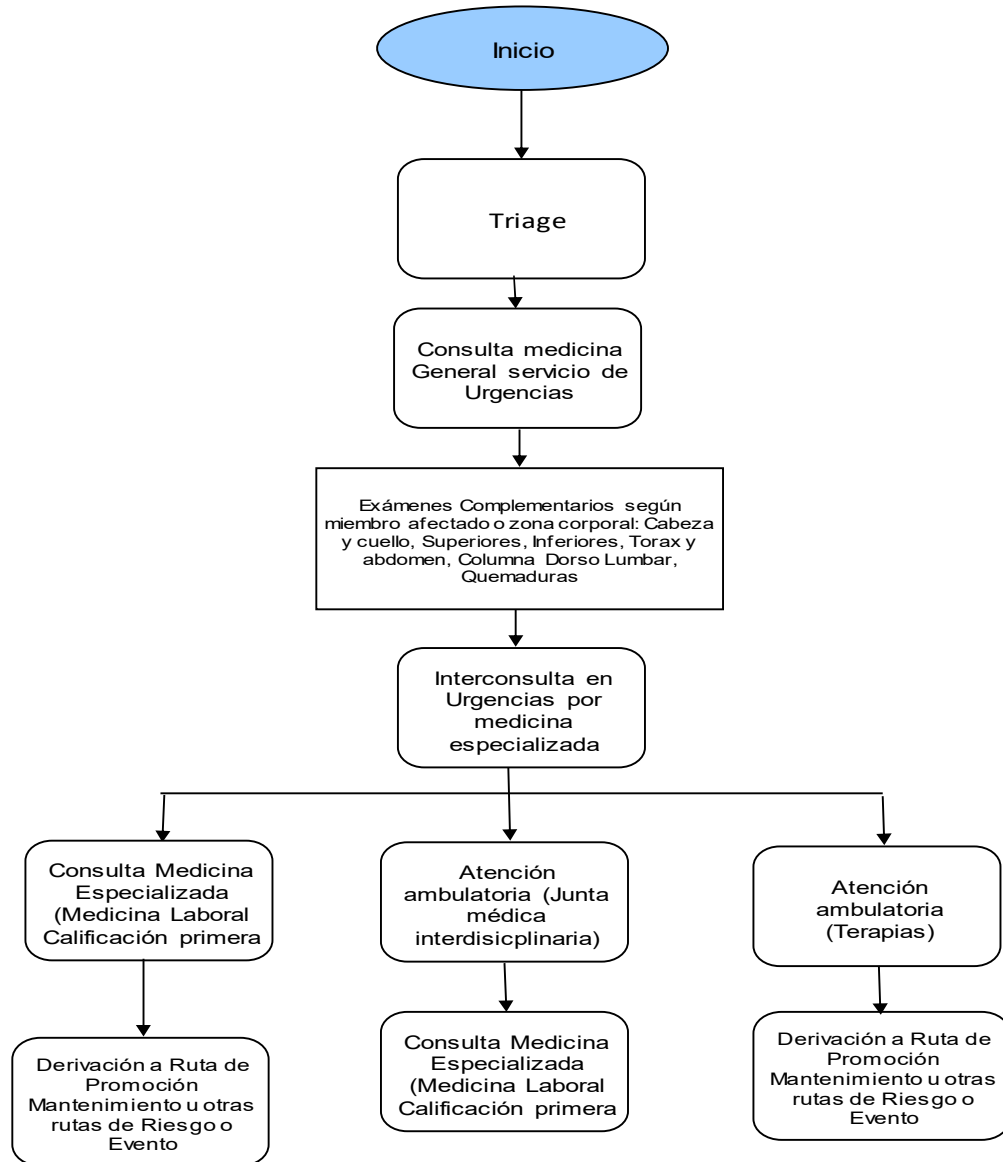 Inicio
Triage
Consulta medicina
General servicio de
Urgencias
Exámenes Complementarios según
miembro afectado o zona corporal: Cabeza
y cuello, Superiores, Inferiores, Torax y
abdomen, Columna Dorso Lumbar,
Quemaduras
Interconsulta en
Urgencias por
medicina
especializada
Consulta Medicina
Especializada
(Medicina Laboral
Calificación primera
Atención
ambulatoria (Junta
médica
interdisicplinaria)
Atención
ambulatoria
(Terapias)
Derivación a Ruta de
Promoción
Mantenimiento u otras
rutas de Riesgo o
Evento
Consulta Medicina
Especializada
(Medicina Laboral
Calificación primera
Derivación a Ruta de
Promoción
Mantenimiento u otras
rutas de Riesgo o
Evento